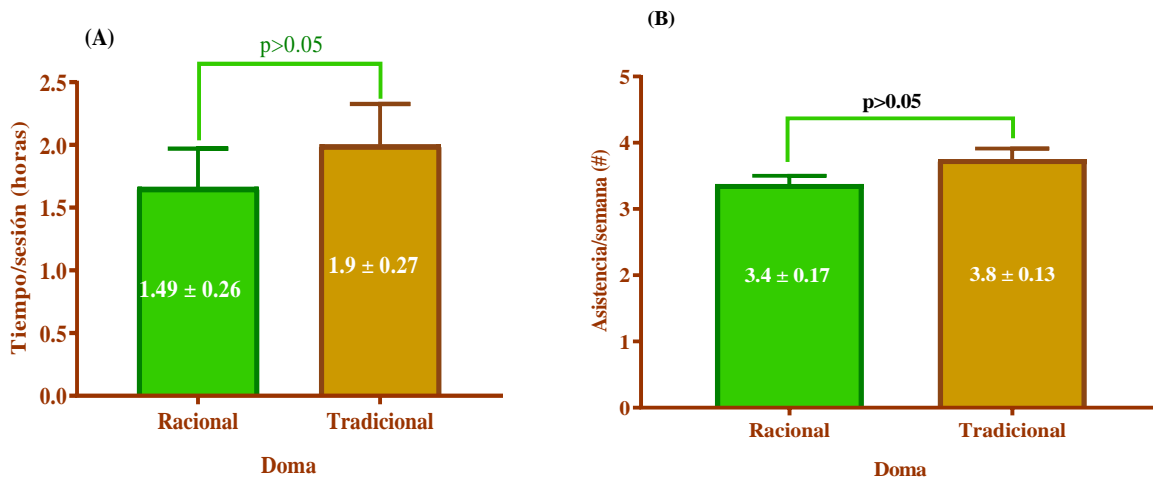 (A)
p>0.05
2.5
2.0
1.5
1.0
0.5
0.0
Tiempo/sesión (horas)
1.49 ± 0.26
1.9 ± 0.27
Racional
Tradicional
Doma
(B)
p>0.05
5
4
3
2
1
0
Asistencia/semana (#)
3.4 ± 0.17
3.8 ± 0.13
Racional
Tradicional
Doma